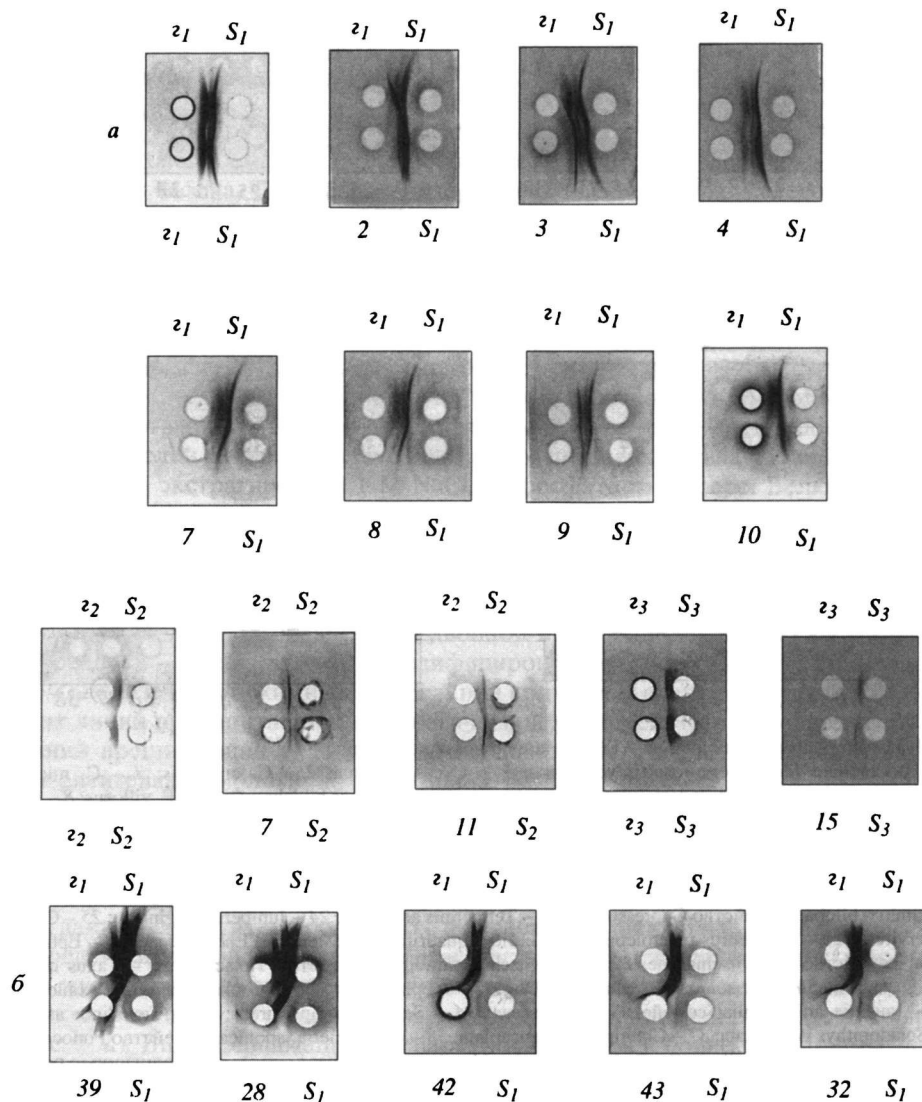 г₁ S₁ г₁ S₁ г₁ S₁ г₁ S₁
а
г₁ S₁ 2 S₁ 3 S₁ 4 S₁
г₁ S₁ г₁ S₁ г₁ S₁ г₁ S₁
7 S₁ 8 S₁ 9 S₁ 10 S₁
г₂ S₂ г₂ S₂ г₂ S₂ г₃ S₃ г₃ S₃
г₂ S₂ 7 S₂ 11 S₂ г₃ S₃ 15 S₃
г₁ S₁ г₁ S₁ г₁ S₁ г₁ S₁ г₁ S₁
б
39 S₁ 28 S₁ 42 S₁ 43 S₁ 32 S₁